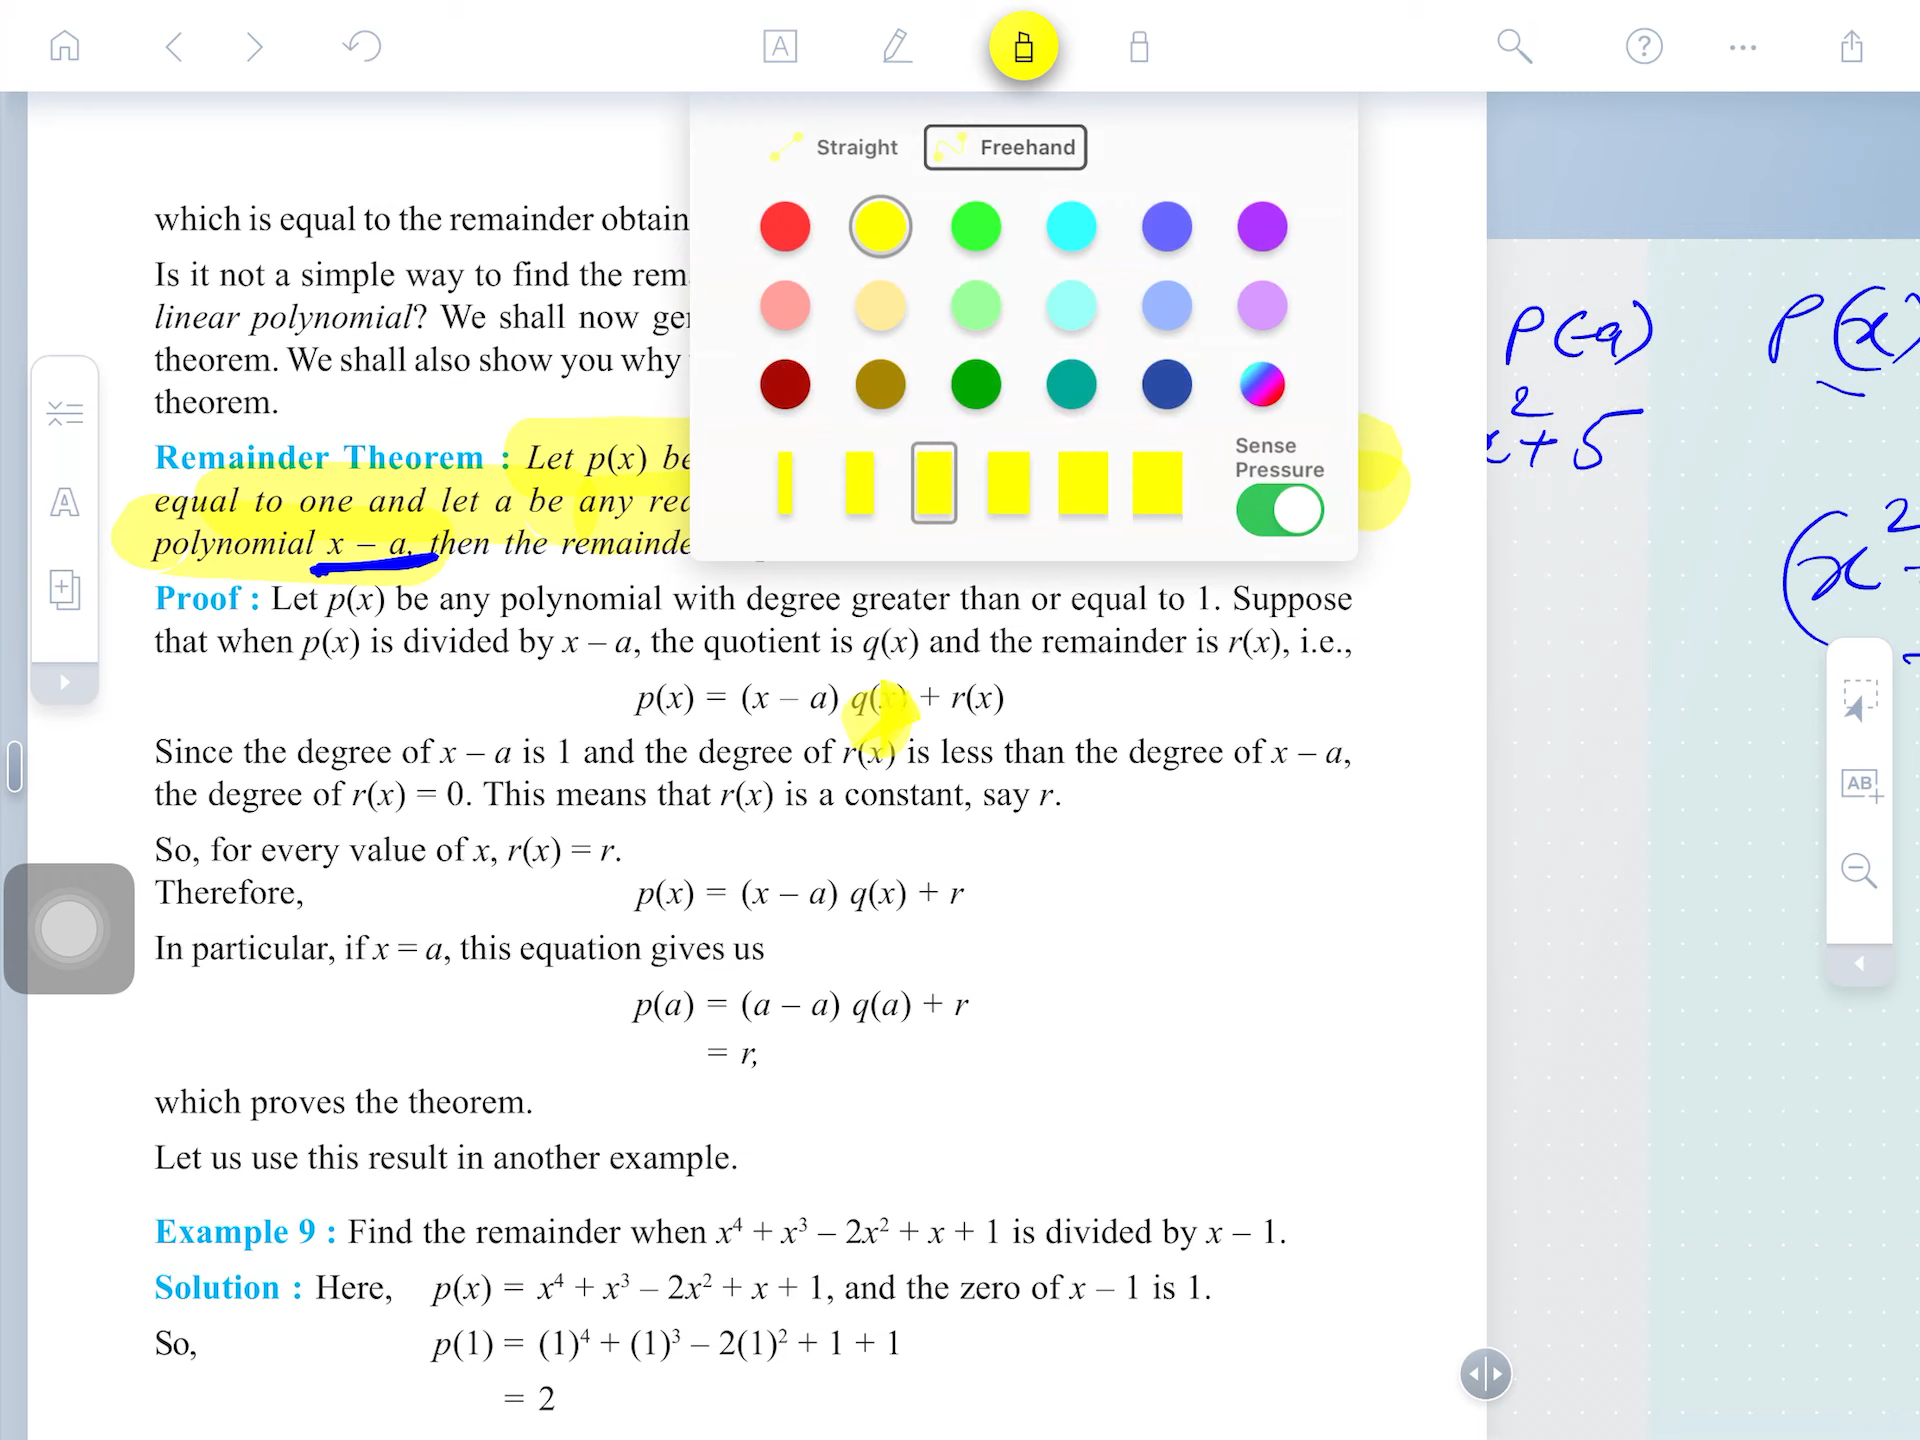 A
?
Straight Freehand
Sense
Pressure
which is equal to the remainder obtain
Is it not a simple way to find the rem
linear polynomial? We shall now ge
theorem. We shall also show you why
theorem.
Remainder Theorem : Let p(x) be
equal to one and let a be any rea
polynomial x – a, then the remainde
Proof : Let p(x) be any polynomial with degree greater than or equal to 1. Suppose
that when p(x) is divided by x – a, the quotient is q(x) and the remainder is r(x), i.e.,
p(x) = (x – a) q(x) + r(x)
Since the degree of x – a is 1 and the degree of r(x) is less than the degree of x – a,
the degree of r(x) = 0. This means that r(x) is a constant, say r.
So, for every value of x, r(x) = r.
Therefore, p(x) = (x – a) q(x) + r
In particular, if x = a, this equation gives us
p(a) = (a – a) q(a) + r
= r,
which proves the theorem.
Let us use this result in another example.
Example 9 : Find the remainder when x⁴ + x³ – 2x² + x + 1 is divided by x – 1.
Solution : Here, p(x) = x⁴ + x³ – 2x² + x + 1, and the zero of x – 1 is 1.
So, p(1) = (1)⁴ + (1)³ – 2(1)² + 1 + 1
= 2
P(-a) P(x)
x² + 5
(x²
A
AB